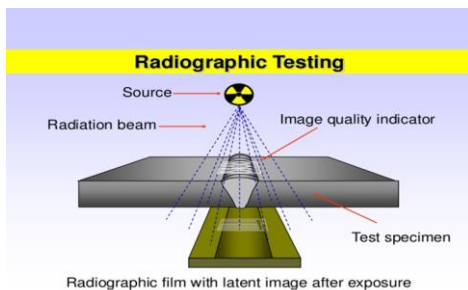 Radiographic Testing
Source
Image quality indicator
Radiation beam
Test specimen
Radiographic film with latent image after exposure